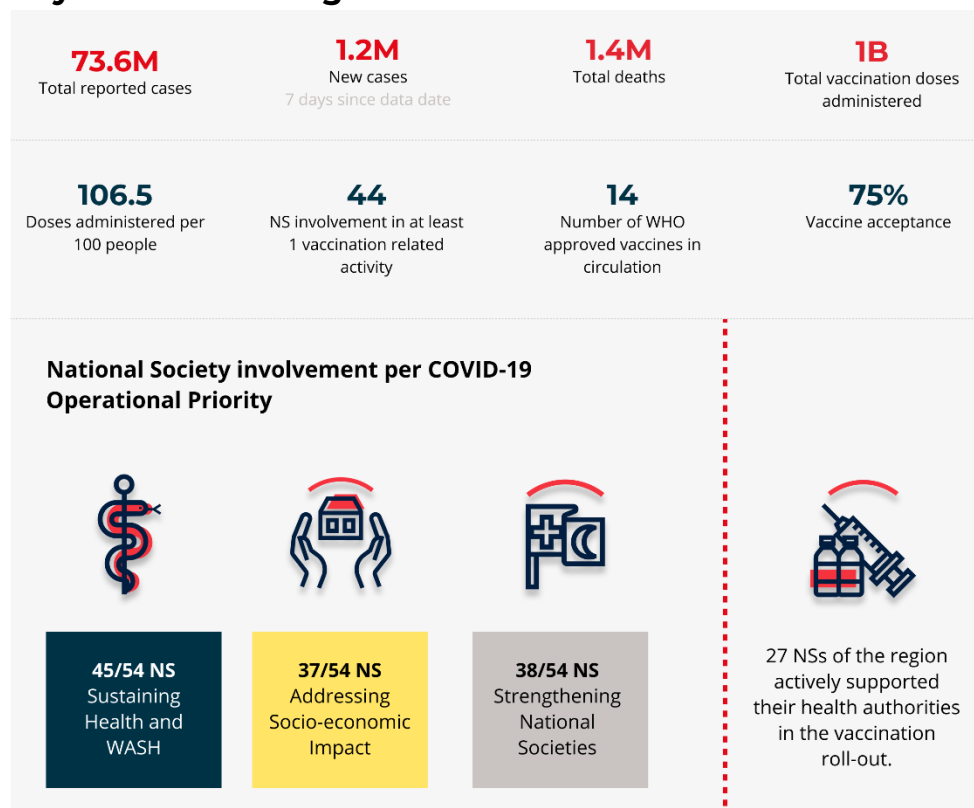 73.6M
Total reported cases
1.2M
New cases
7 days since data date
1.4M
Total deaths
1B
Total vaccination doses
administered
106.5
Doses administered per
100 people
44
NS involvement in at least
1 vaccination related
activity
14
Number of WHO
approved vaccines in
circulation
75%
Vaccine acceptance
National Society involvement per COVID-19
Operational Priority
45/54 NS
Sustaining
Health and
WASH
37/54 NS
Addressing
Socio-economic
Impact
38/54 NS
Strengthening
National
Societies
27 NSs of the region
actively supported
their health authorities
in the vaccination
roll-out.